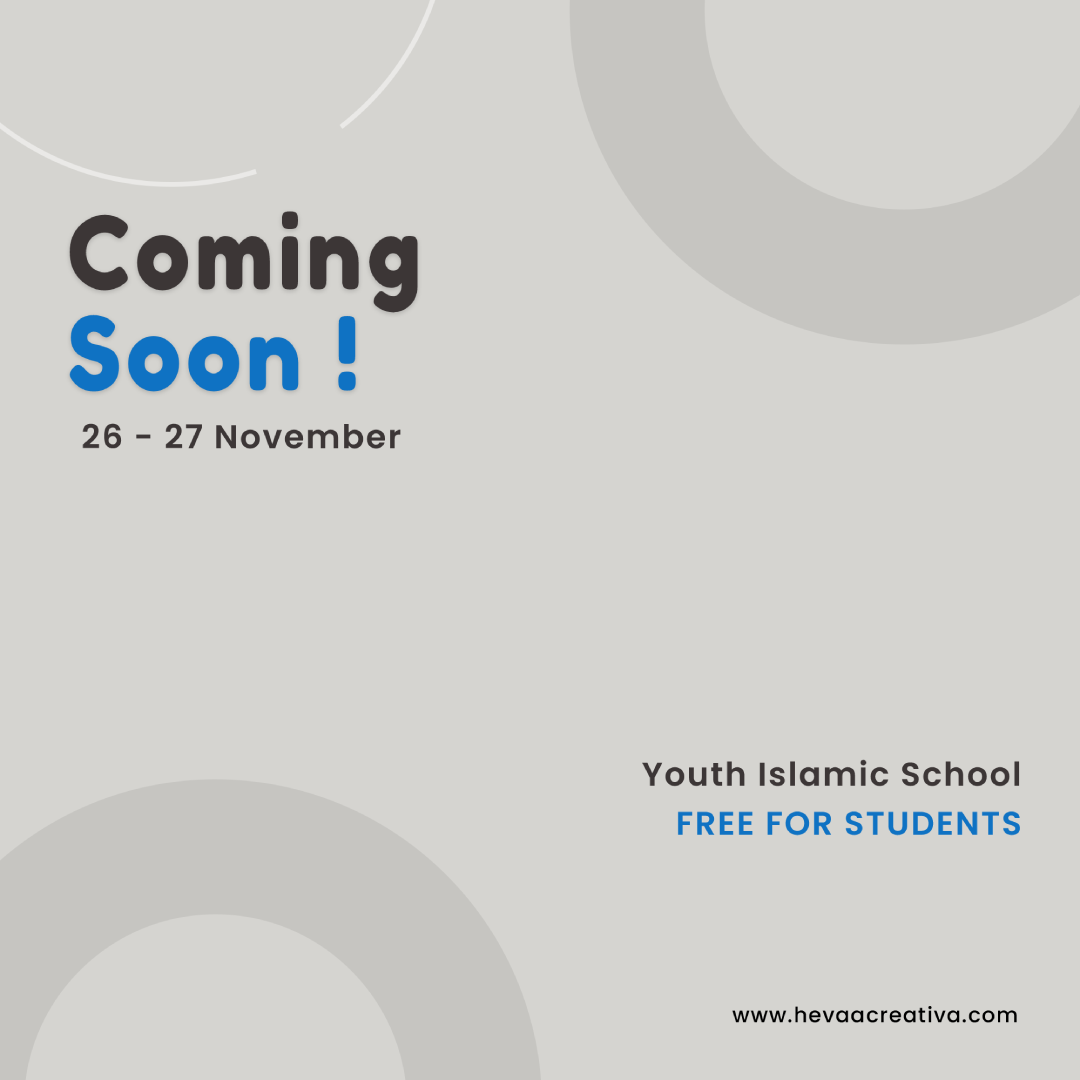 Coming
Soon !
26 - 27 November
Youth Islamic School
FREE FOR STUDENTS
www.hevaacreativa.com